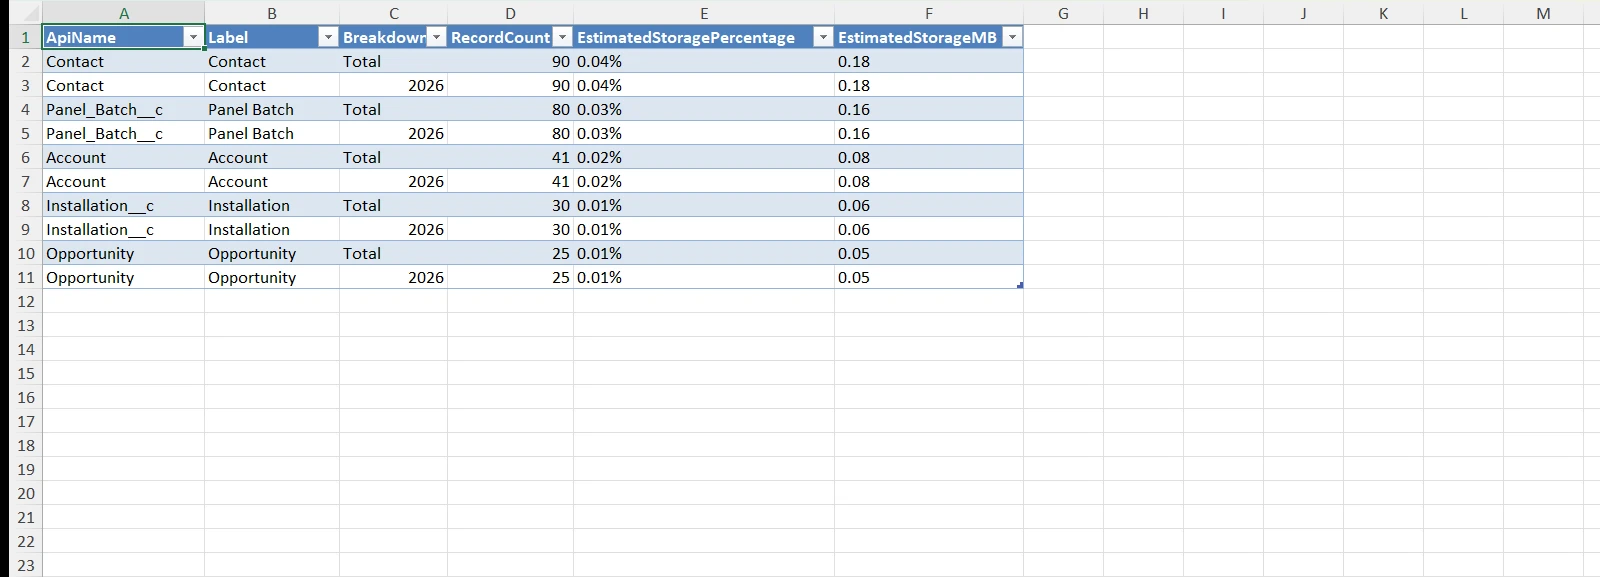 A B C D E F G H I J K L M
1 ApiName Label Breakdown RecordCount EstimatedStoragePercentage EstimatedStorageMB
2 Contact Contact Total 90 0.04% 0.18
3 Contact Contact 2026 90 0.04% 0.18
4 Panel_Batch__c Panel Batch Total 80 0.03% 0.16
5 Panel_Batch__c Panel Batch 2026 80 0.03% 0.16
6 Account Account Total 41 0.02% 0.08
7 Account Account 2026 41 0.02% 0.08
8 Installation__c Installation Total 30 0.01% 0.06
9 Installation__c Installation 2026 30 0.01% 0.06
10 Opportunity Opportunity Total 25 0.01% 0.05
11 Opportunity Opportunity 2026 25 0.01% 0.05
12
13
14
15
16
17
18
19
20
21
22
23